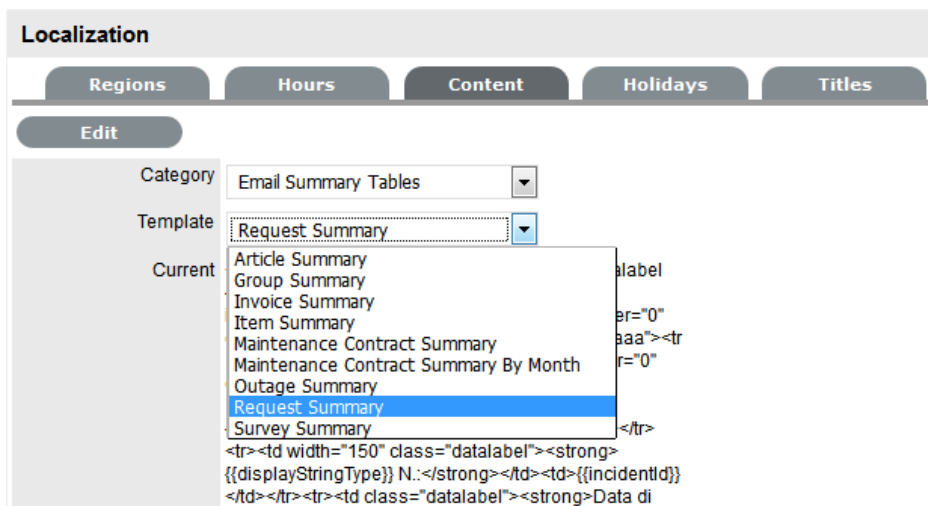 Localization
Regions Hours Content Holidays Titles
Edit
Category Email Summary Tables
Template Request Summary
Current
Article Summary
Group Summary
Invoice Summary
Item Summary
Maintenance Contract Summary
Maintenance Contract Summary By Month
Outage Summary
Request Summary
Survey Summary
er="0"
aaa"><tr
r="0"
</tr>
<tr><td width="150" class="datalabel"><strong>
{{displayStringType}} N.:</strong></td><td>{{incidentId}}
</td></tr><tr><td class="datalabel"><strong>Data di